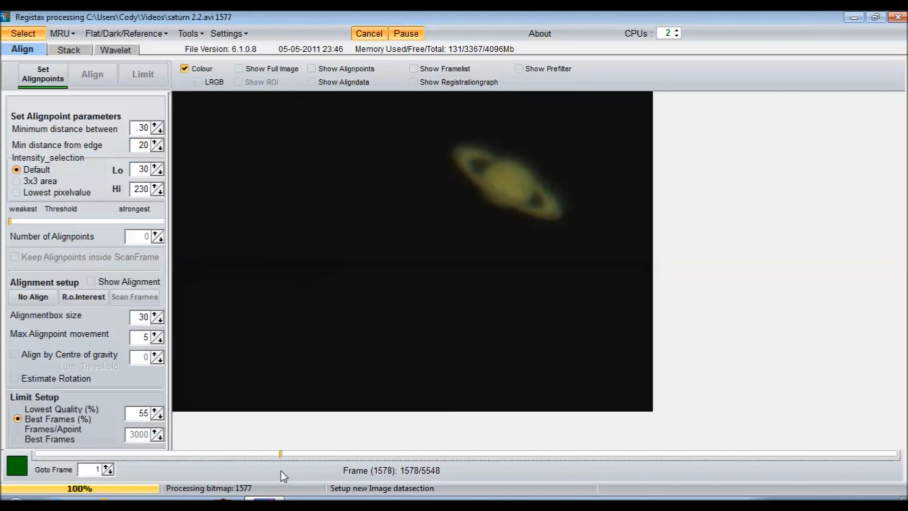 Registax processing C:\Users\Cody\Videos\saturn 2.2.avi 1577
Select MRU Flat/Dark/Reference Tools Settings Cancel Pause About CPUs: 2
Align Stack Wavelet File Version: 6.1.0.8 05-05-2011 23:46 Memory Used/Free/Total: 131/3367/4096Mb
Set Alignpoints Align Limit
Colour Show Full Image Show Alignpoints Show Framelist Show Prefilter
LRGB Show ROI Show Aligndata Show Registrationgraph
Set Alignpoint parameters
Minimum distance between 30
Min distance from edge 20
Intensity_selection
Default Lo 30
3x3 area
Lowest pixelvalue Hi 230
weakest Threshold strongest
Number of Alignpoints 0
Keep Alignpoints inside ScanFrame
Alignment setup Show Alignment
No Align R.o.Interest Scan Frames
Alignmentbox size 30
Max Alignpoint movement 5
Align by Centre of gravity 0
Lum. Threshold
Estimate Rotation
Limit Setup
Lowest Quality (%)
Best Frames (%) 55
Frames/Apoint
Best Frames 3000
Goto Frame 1 Frame (1578): 1578/5548
100% Processing bitmap: 1577 Setup new Image datasection